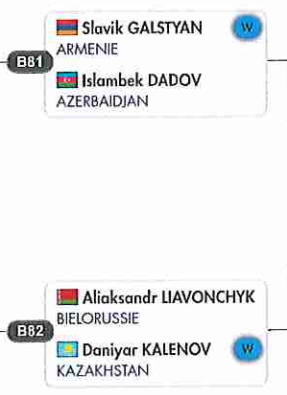 Slavik GALSTYAN W
ARMENIE
B81
Islambek DADOV
AZERBAIDJAN
Aliaksandr LIAVONCHYK
BIELORUSSIE
B82
Daniyar KALENOV W
KAZAKHSTAN